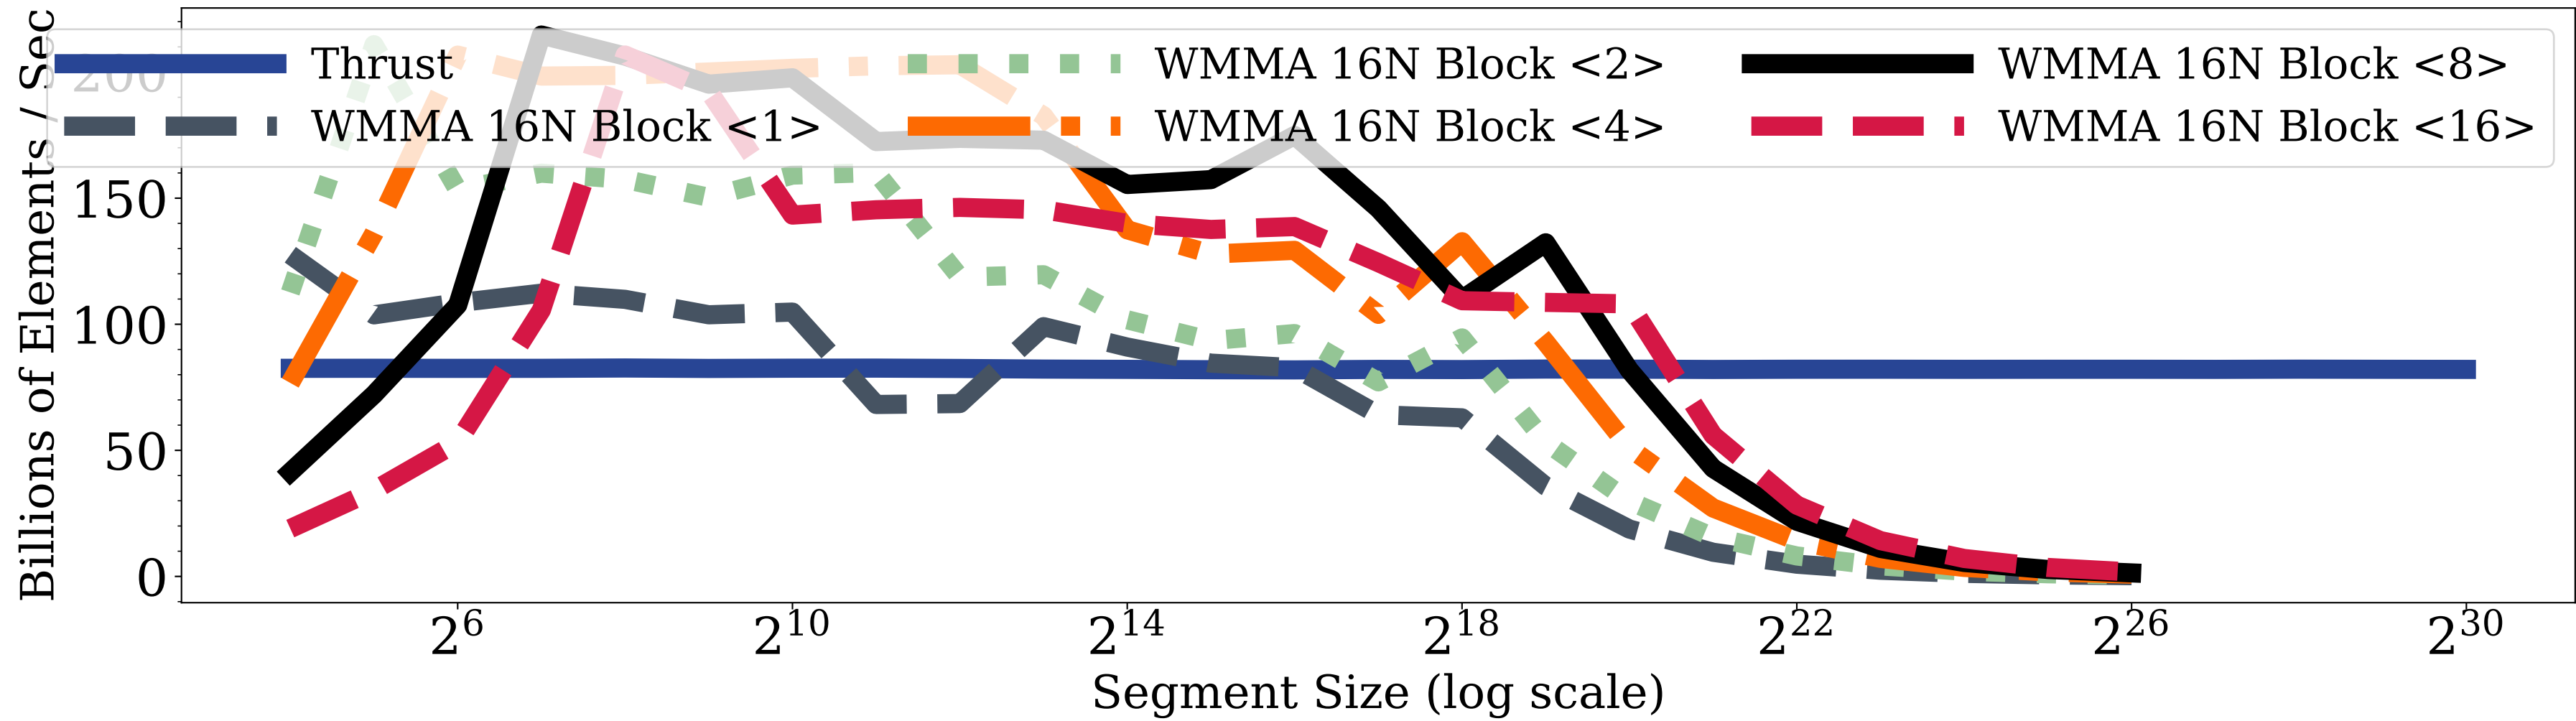 Billions of Elements / Sec
200
150
100
50
0
Thrust
WMMA 16N Block <1>
WMMA 16N Block <2>
WMMA 16N Block <4>
WMMA 16N Block <8>
WMMA 16N Block <16>
2^6 2^10 2^14 2^18 2^22 2^26 2^30
Segment Size (log scale)